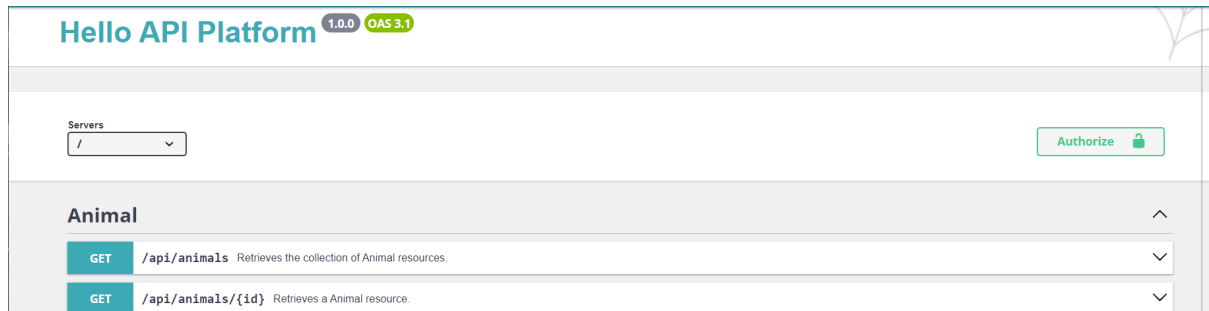 Hello API Platform 1.0.0 OAS 3.1
Servers
/
Authorize
Animal
GET /api/animals Retrieves the collection of Animal resources.
GET /api/animals/{id} Retrieves a Animal resource.